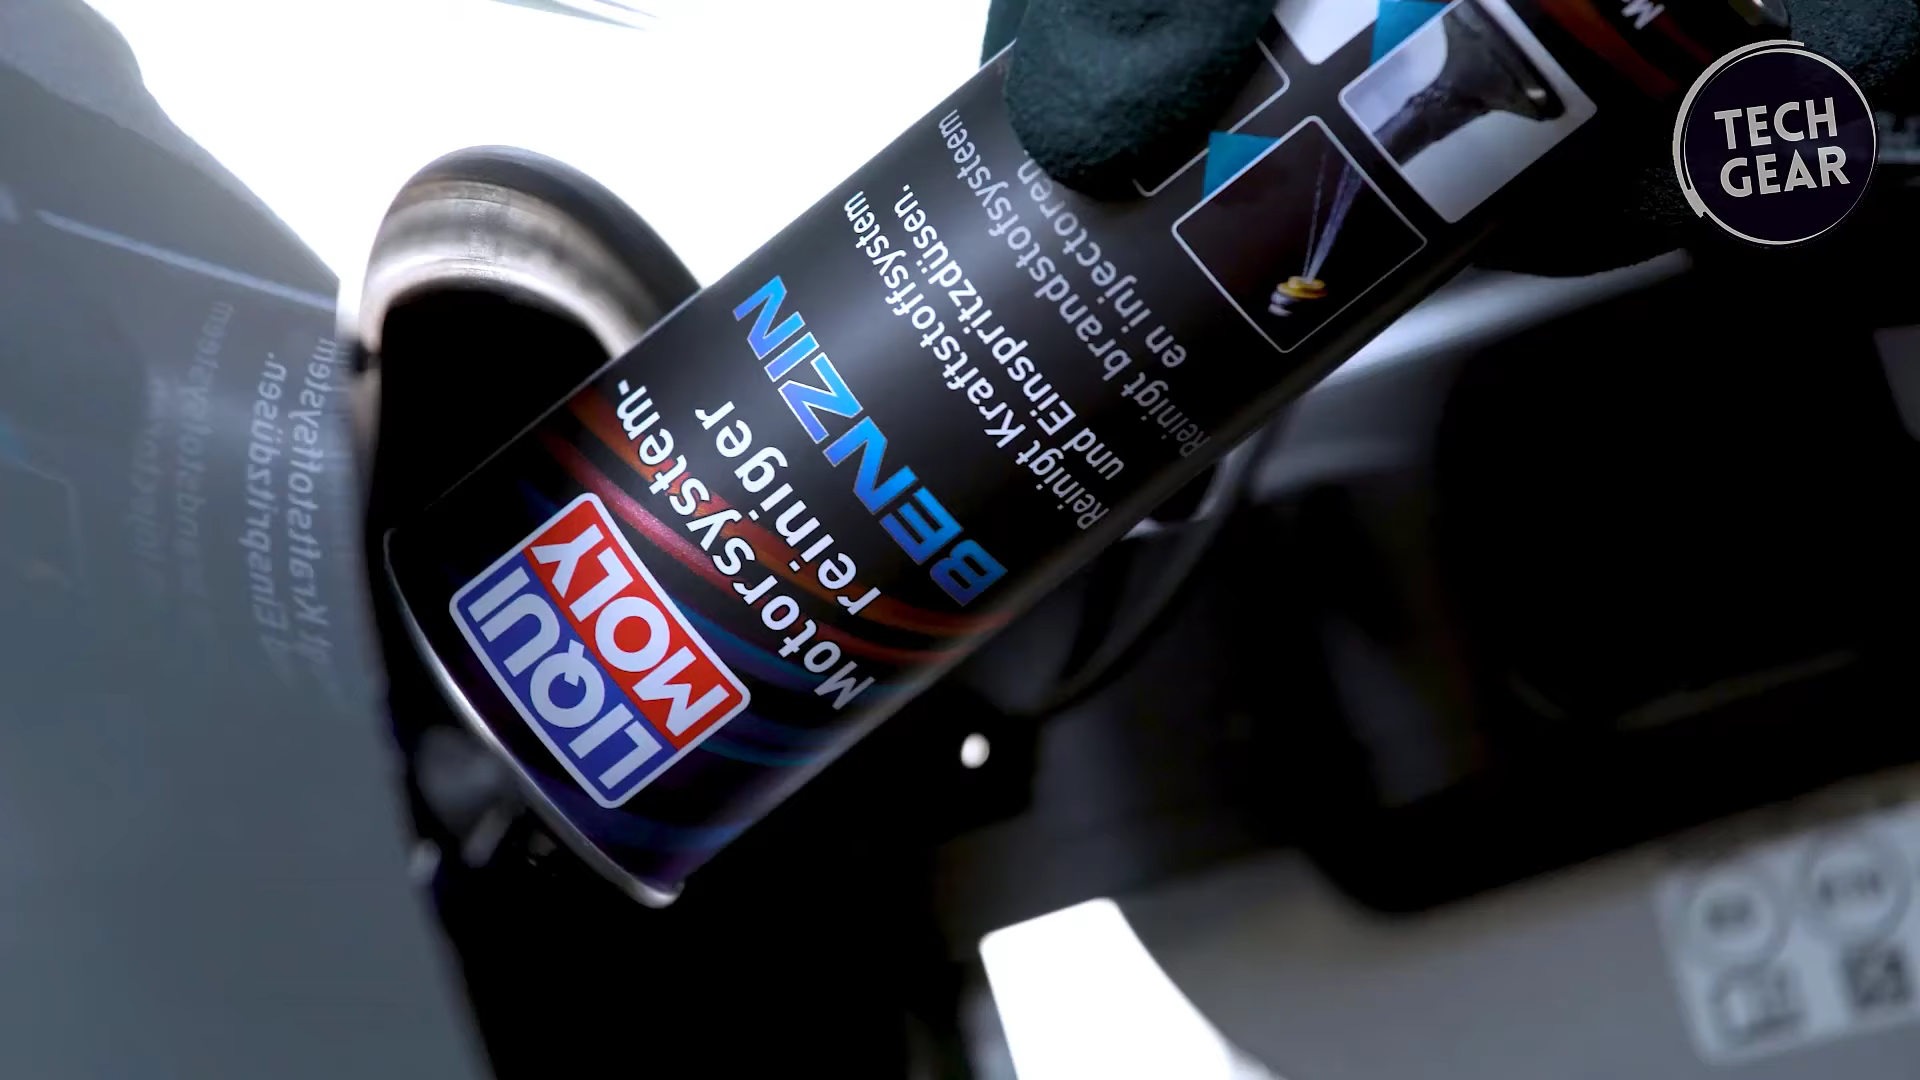 LIQUI
MOLY
Motorsystem-
reiniger
BENZIN
Reinigt Kraftstoffsystem
und Einspritzdüsen.
Reinigt brandstofsysteem
en injectoren
TECH
GEAR